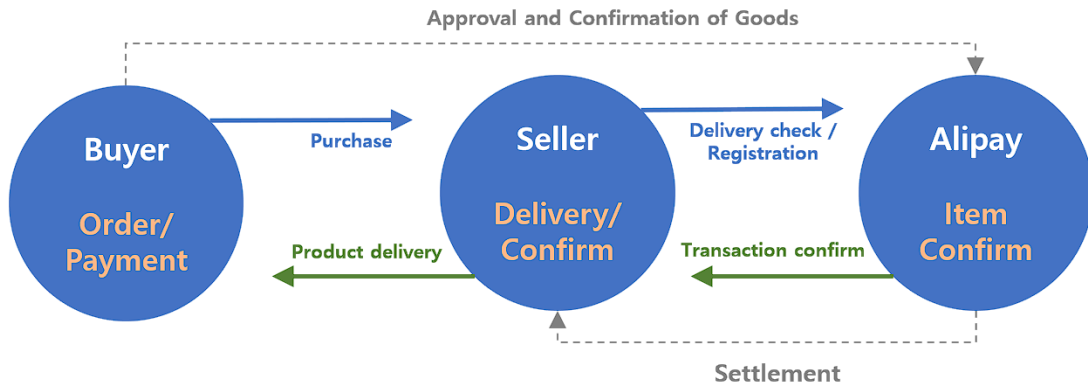 Approval and Confirmation of Goods
Buyer
Order/
Payment
Purchase
Product delivery
Seller
Delivery/
Confirm
Delivery check /
Registration
Transaction confirm
Alipay
Item
Confirm
Settlement